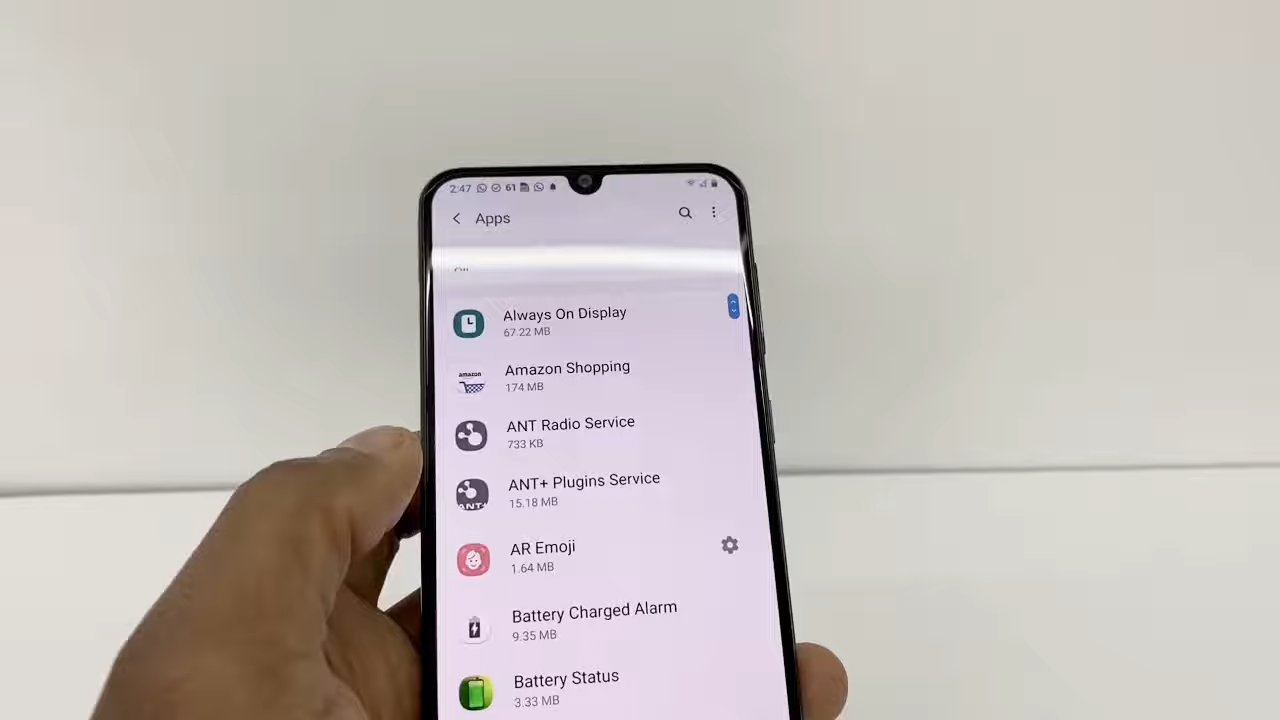 2:47 61
Apps
Always On Display
67.22 MB
amazon
Amazon Shopping
174 MB
ANT Radio Service
733 KB
ANT+
ANT+ Plugins Service
15.18 MB
AR Emoji
1.64 MB
Battery Charged Alarm
9.35 MB
Battery Status
3.33 MB